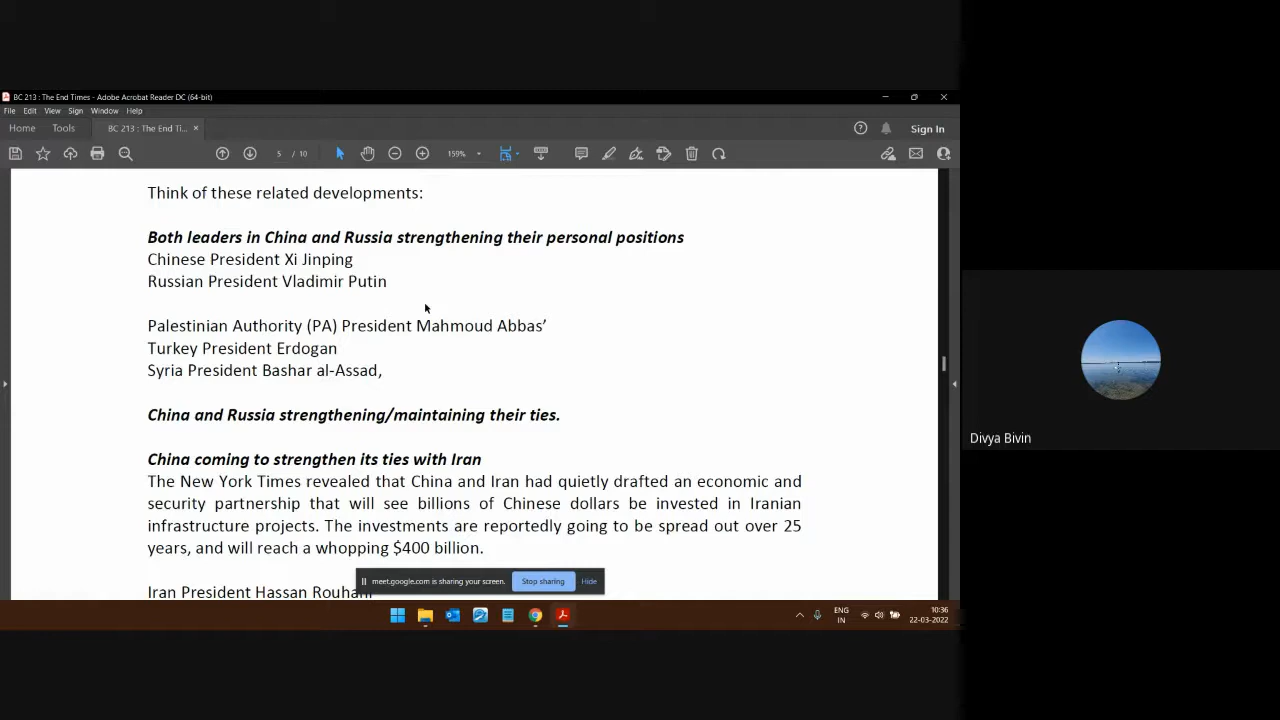 BC 213 : The End Times - Adobe Acrobat Reader DC (64-bit)
File Edit View Sign Window Help
Home Tools BC 213 : The End Ti... × Sign In
5 / 10 159%
Think of these related developments:
Both leaders in China and Russia strengthening their personal positions
Chinese President Xi Jinping
Russian President Vladimir Putin
Palestinian Authority (PA) President Mahmoud Abbas’
Turkey President Erdogan
Syria President Bashar al-Assad,
China and Russia strengthening/maintaining their ties.
China coming to strengthen its ties with Iran
The New York Times revealed that China and Iran had quietly drafted an economic and
security partnership that will see billions of Chinese dollars be invested in Iranian
infrastructure projects. The investments are reportedly going to be spread out over 25
years, and will reach a whopping $400 billion.
meet.google.com is sharing your screen. Stop sharing Hide
Iran President Hassan Rouhani
ENG
IN
10:36
22-03-2022
Divya Bivin